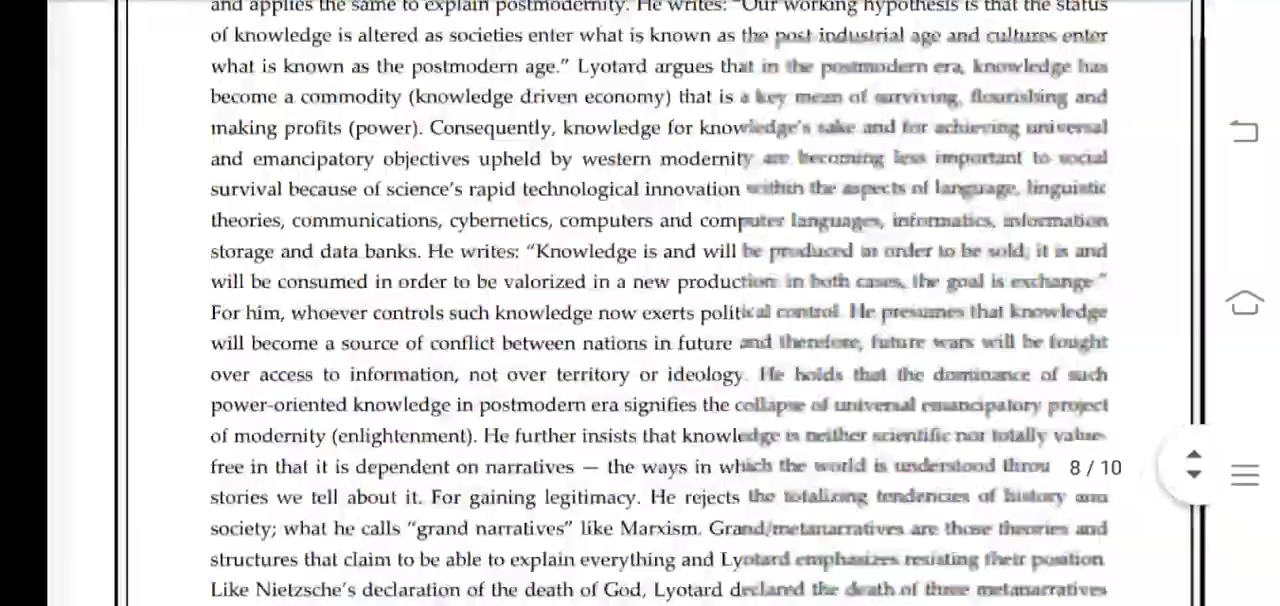 and applies the same to explain postmodernity. He writes: “Our working hypothesis is that the status
of knowledge is altered as societies enter what is known as the post industrial age and cultures enter
what is known as the postmodern age.” Lyotard argues that in the postmodern era, knowledge has
become a commodity (knowledge driven economy) that is a key mean of surviving, flourishing and
making profits (power). Consequently, knowledge for knowledge’s sake and for achieving universal
and emancipatory objectives upheld by western modernity are becoming less important to social
survival because of science’s rapid technological innovation within the aspects of language, linguistic
theories, communications, cybernetics, computers and computer languages, informatics, information
storage and data banks. He writes: “Knowledge is and will be produced in order to be sold; it is and
will be consumed in order to be valorized in a new production: in both cases, the goal is exchange”
For him, whoever controls such knowledge now exerts political control. He presumes that knowledge
will become a source of conflict between nations in future and therefore, future wars will be fought
over access to information, not over territory or ideology. He holds that the dominance of such
power-oriented knowledge in postmodern era signifies the collapse of universal emancipatory project
of modernity (enlightenment). He further insists that knowledge is neither scientific nor totally value-
free in that it is dependent on narratives — the ways in which the world is understood throu 8 / 10
stories we tell about it. For gaining legitimacy. He rejects the totalizing tendencies of history and
society; what he calls “grand narratives” like Marxism. Grand/metanarratives are those theories and
structures that claim to be able to explain everything and Lyotard emphasizes resisting their position.
Like Nietzsche’s declaration of the death of God, Lyotard declared the death of three metanarratives